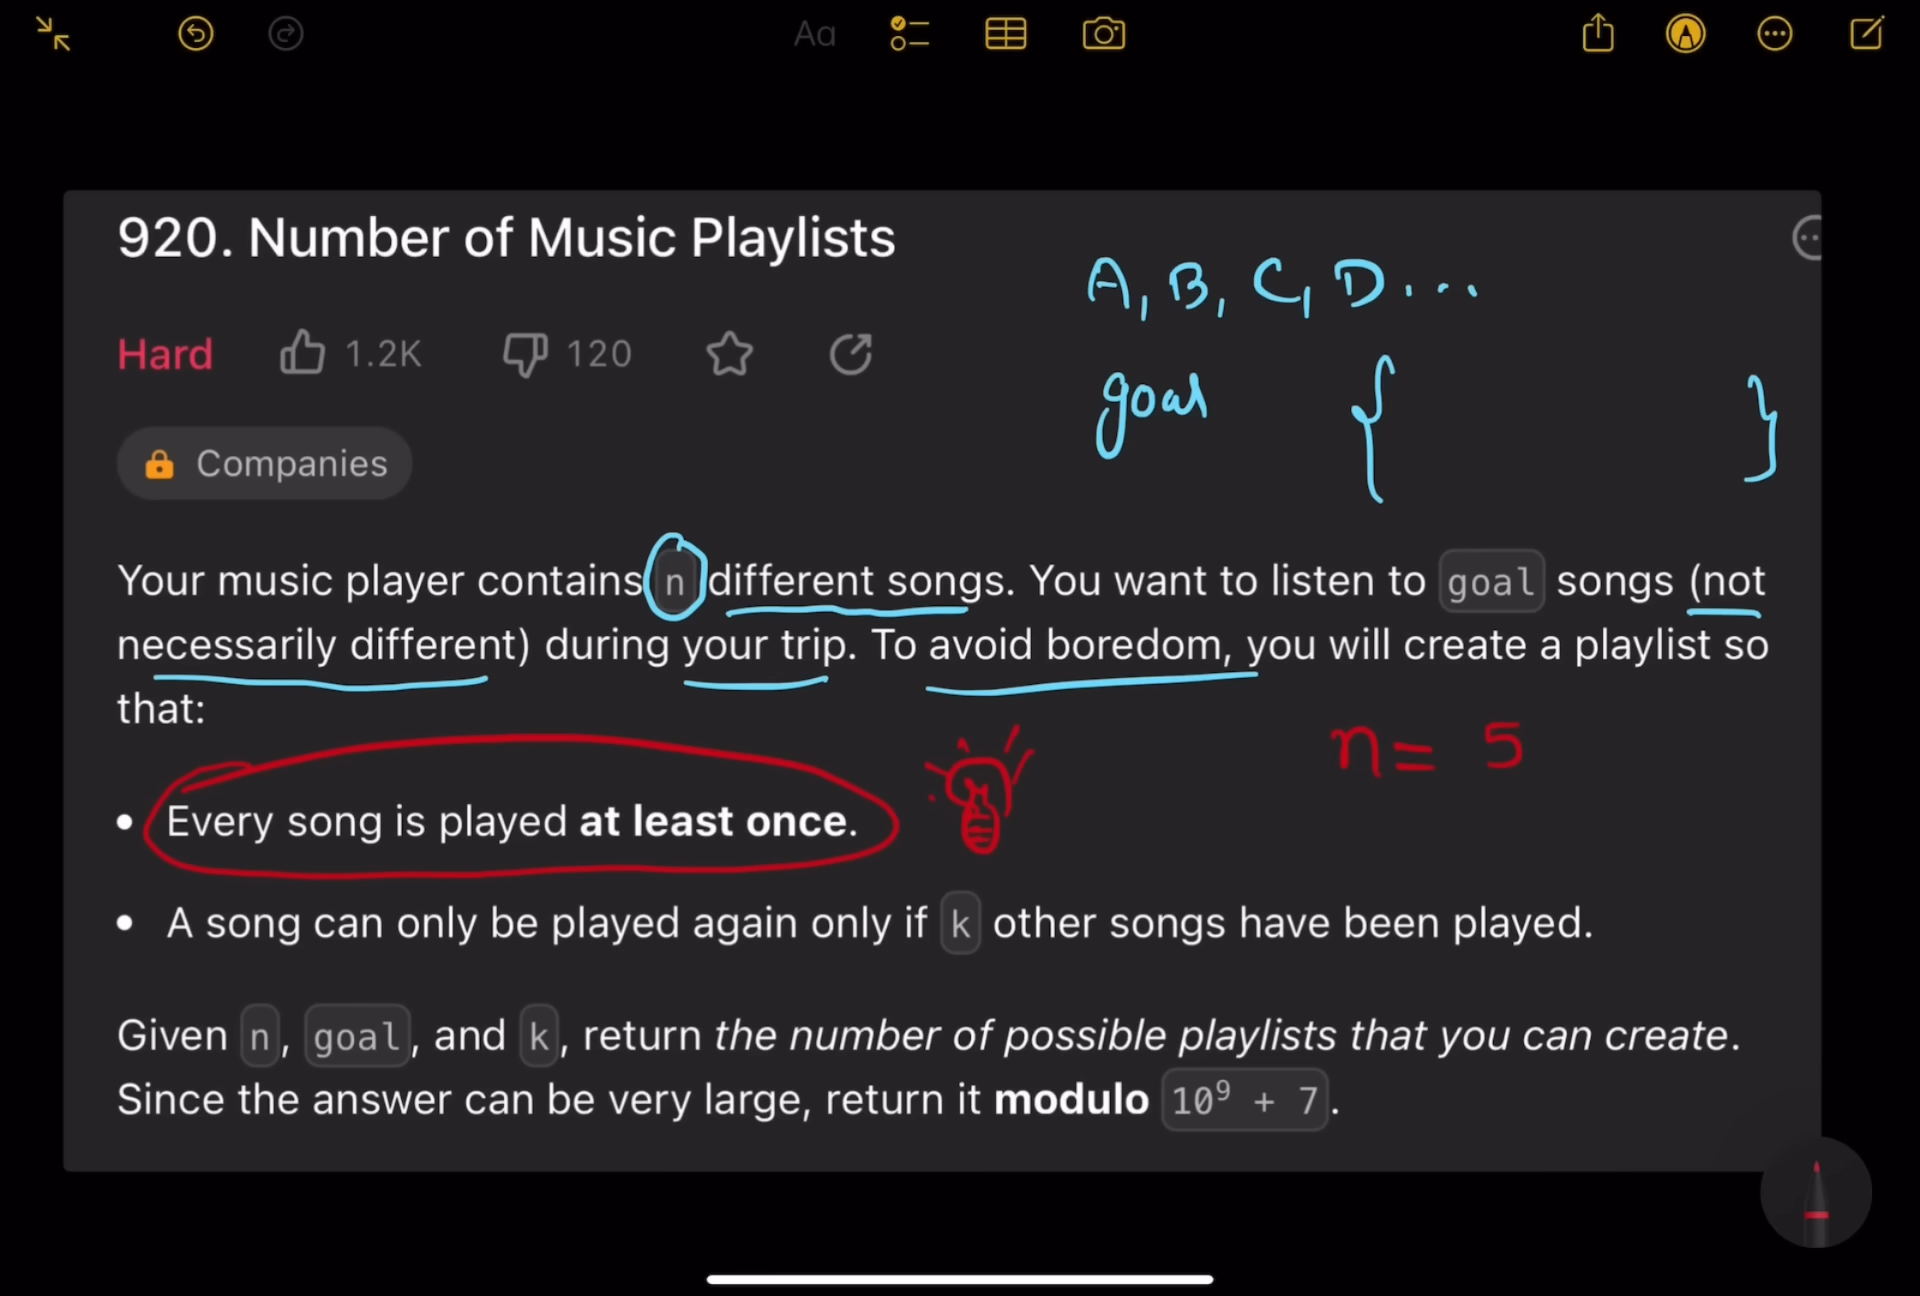 Aa
920. Number of Music Playlists
A, B, C, D...
Hard 1.2K 120
goal { }
Companies
Your music player contains n different songs. You want to listen to goal songs (not
necessarily different) during your trip. To avoid boredom, you will create a playlist so
that:
n = 5
• Every song is played at least once.
• A song can only be played again only if k other songs have been played.
Given n, goal, and k, return the number of possible playlists that you can create.
Since the answer can be very large, return it modulo 10⁹ + 7.